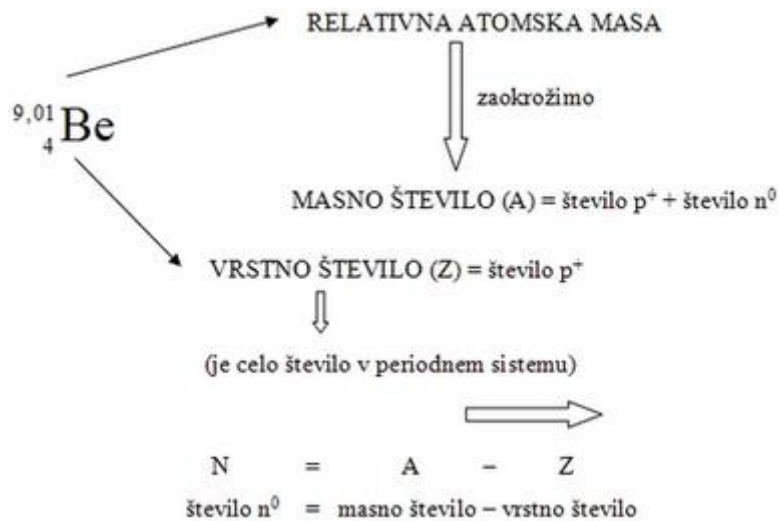 RELATIVNA ATOMSKA MASA
zaokrožimo
9,01
4 Be
MASNO ŠTEVILO (A) = število p⁺ + število n⁰
VRSTNO ŠTEVILO (Z) = število p⁺
(je celo število v periodnem sistemu)
N = A – Z
število n⁰ = masno število – vrstno število